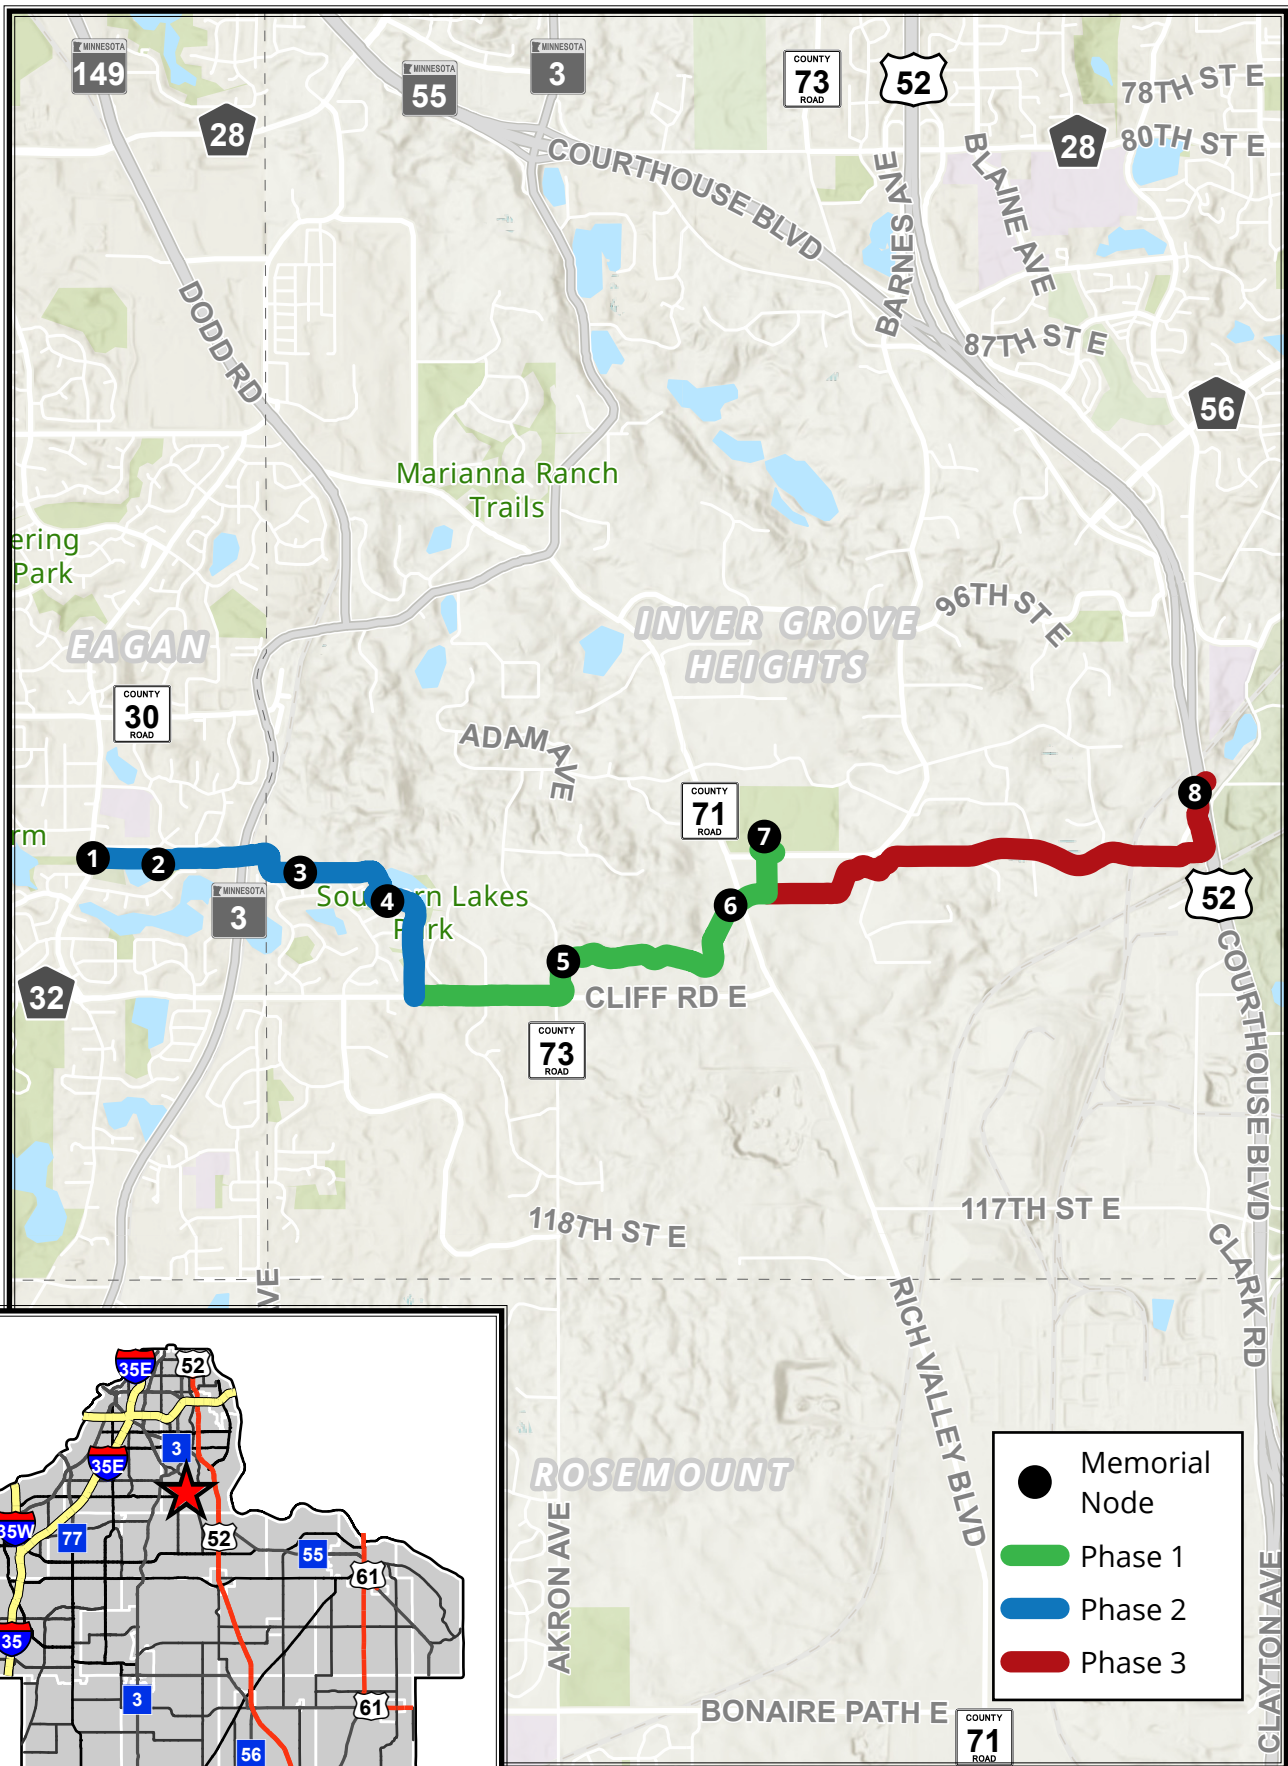 MINNESOTA
149
MINNESOTA
55
MINNESOTA
3
COUNTY
73
ROAD
52
28
28
78TH ST E
80TH ST E
COURTHOUSE BLVD
BARNES AVE
BLAINE AVE
DODD RD
87TH ST E
56
Marianna Ranch
Trails
ering
Park
96TH ST E
INVER GROVE
HEIGHTS
EAGAN
COUNTY
30
ROAD
ADAM AVE
COUNTY
71
ROAD
8
7
rm
1
2
3
4
MINNESOTA
3
Southern Lakes
Park
6
52
5
32
CLIFF RD E
COUNTY
73
ROAD
COURTHOUSE BLVD
117TH ST E
118TH ST E
CLARK RD
VE
RICH VALLEY BLVD
35E
52
3
35E
35W
77
52
55
61
35
3
61
56
ROSEMOUNT
AKRON AVE
Memorial
Node
Phase 1
Phase 2
Phase 3
CLAYTON AVE
BONAIRE PATH E
COUNTY
71
ROAD